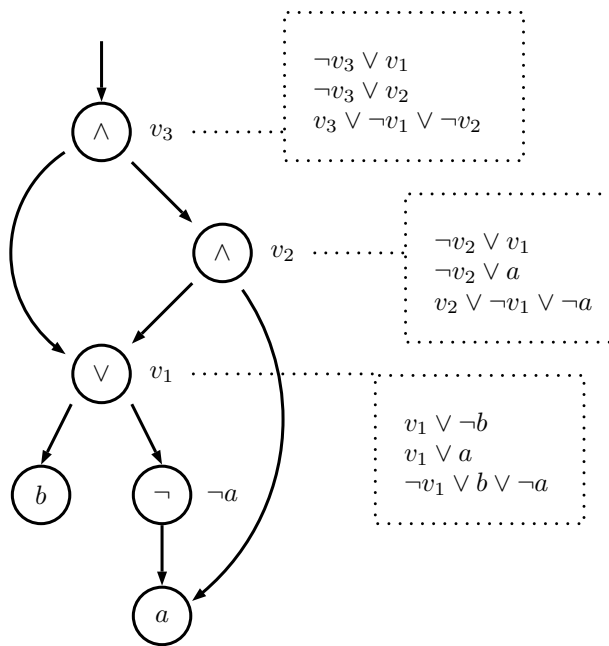 ¬v₃ ∨ v₁
¬v₃ ∨ v₂
v₃ ∨ ¬v₁ ∨ ¬v₂
∧ v₃
∧ v₂
¬v₂ ∨ v₁
¬v₂ ∨ a
v₂ ∨ ¬v₁ ∨ ¬a
∨ v₁
v₁ ∨ ¬b
v₁ ∨ a
¬v₁ ∨ b ∨ ¬a
b
¬ ¬a
a